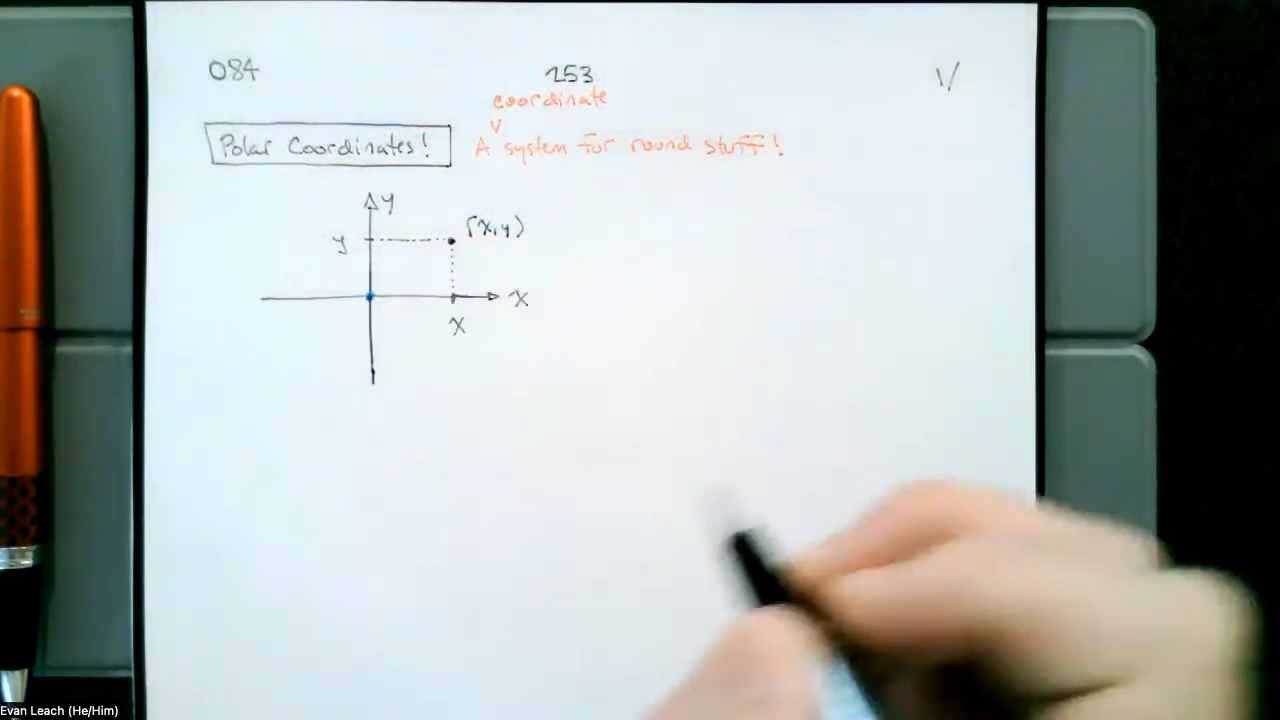 084 253 1/
coordinate
v
Polar Coordinates! A system for round stuff!
y
y (x,y)
x
x
Evan Leach (He/Him)